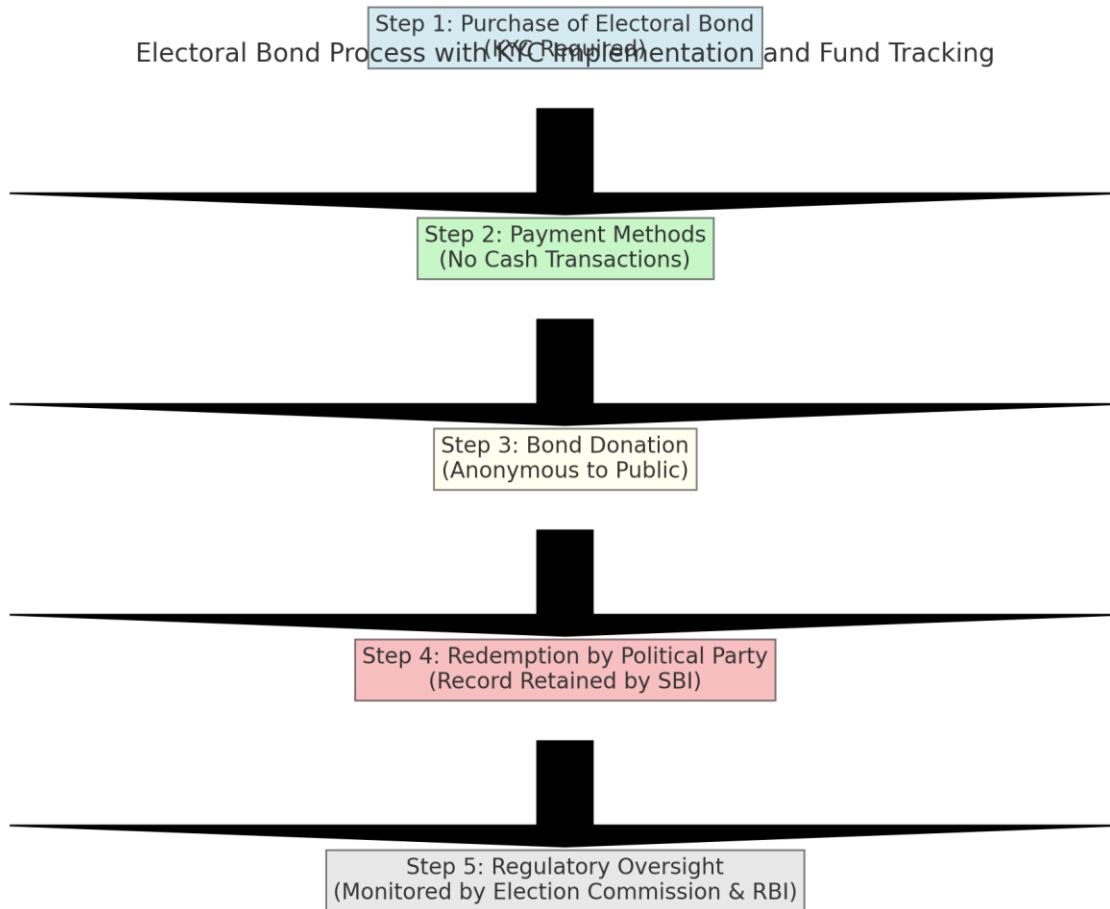 Step 1: Purchase of Electoral Bond
(KYC Required)
Electoral Bond Process with KYC Implementation and Fund Tracking
Step 2: Payment Methods
(No Cash Transactions)
Step 3: Bond Donation
(Anonymous to Public)
Step 4: Redemption by Political Party
(Record Retained by SBI)
Step 5: Regulatory Oversight
(Monitored by Election Commission & RBI)